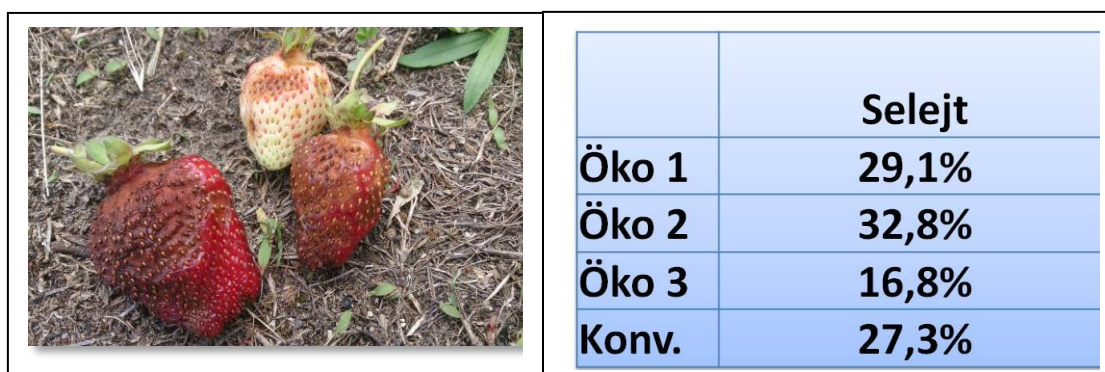 Selejt
Öko 1 29,1%
Öko 2 32,8%
Öko 3 16,8%
Konv. 27,3%